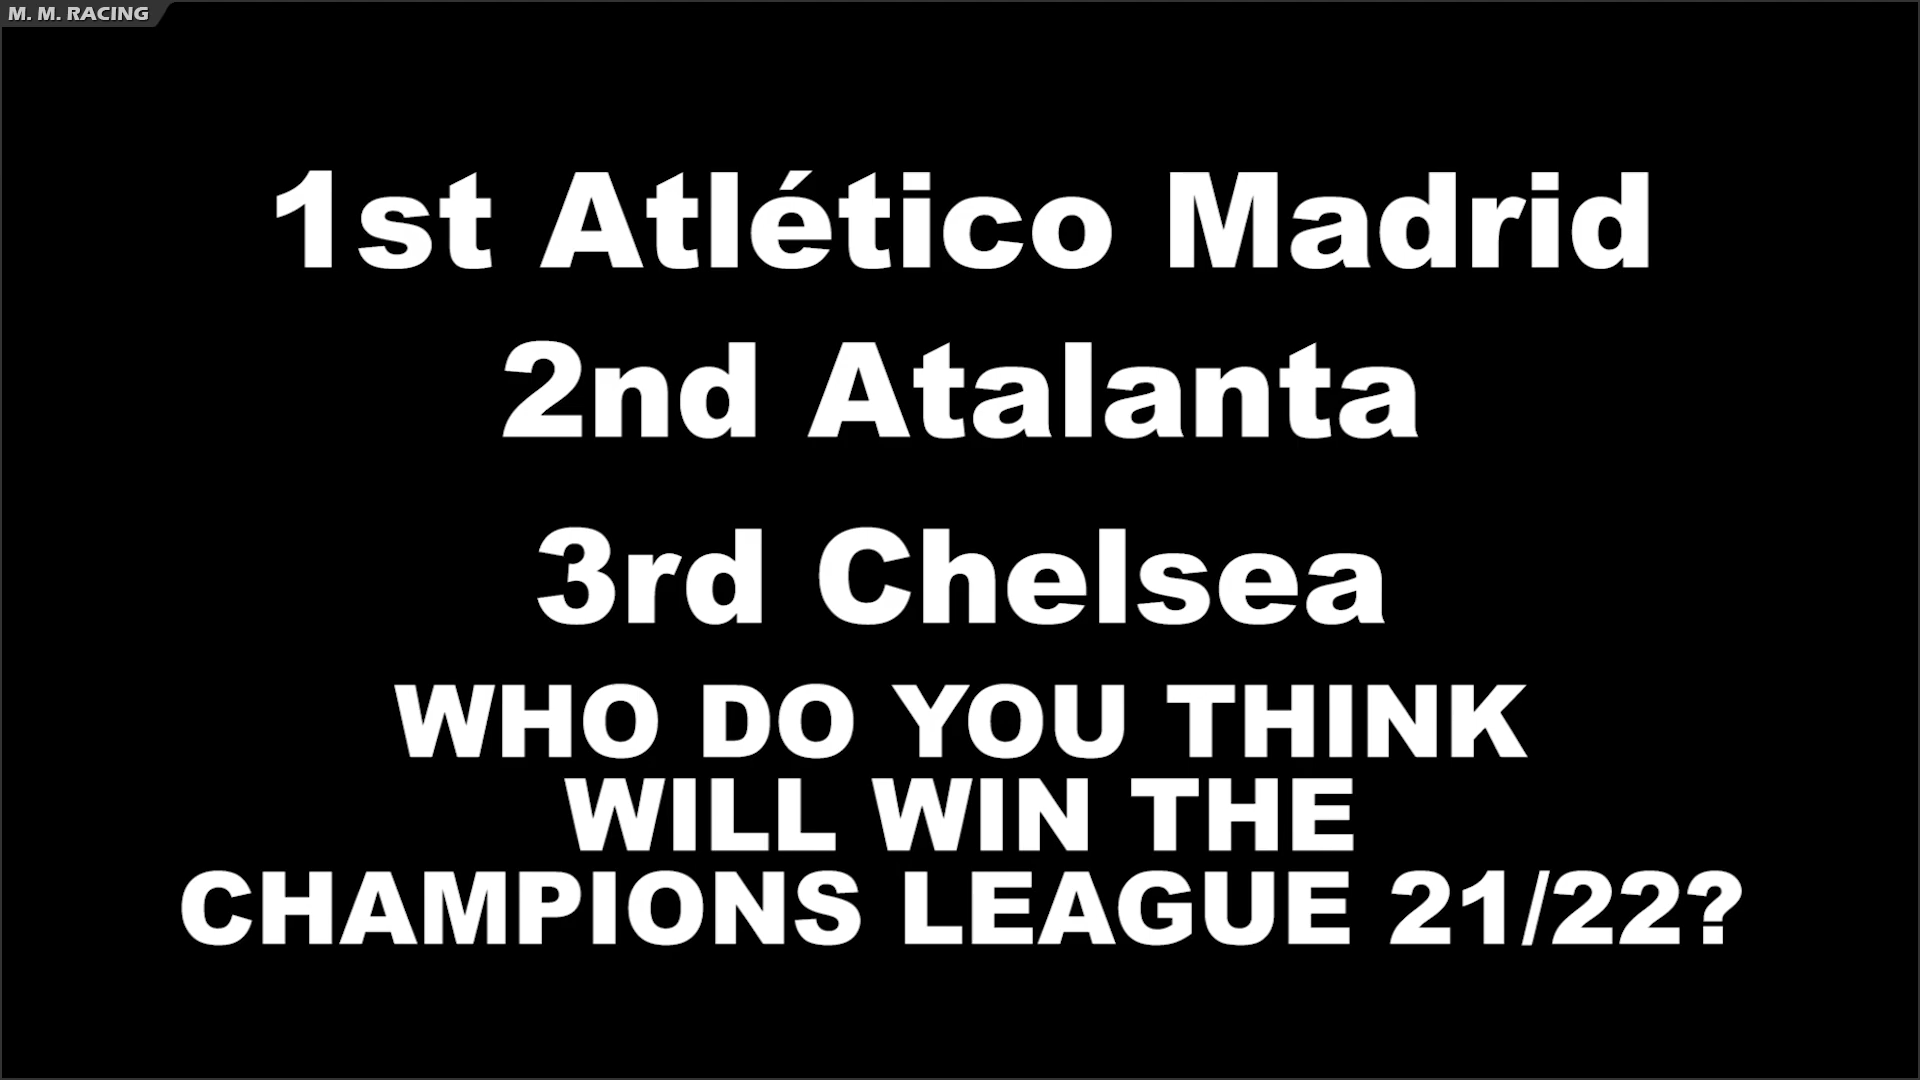 M. M. RACING
1st Atlético Madrid
2nd Atalanta
3rd Chelsea
WHO DO YOU THINK
WILL WIN THE
CHAMPIONS LEAGUE 21/22?